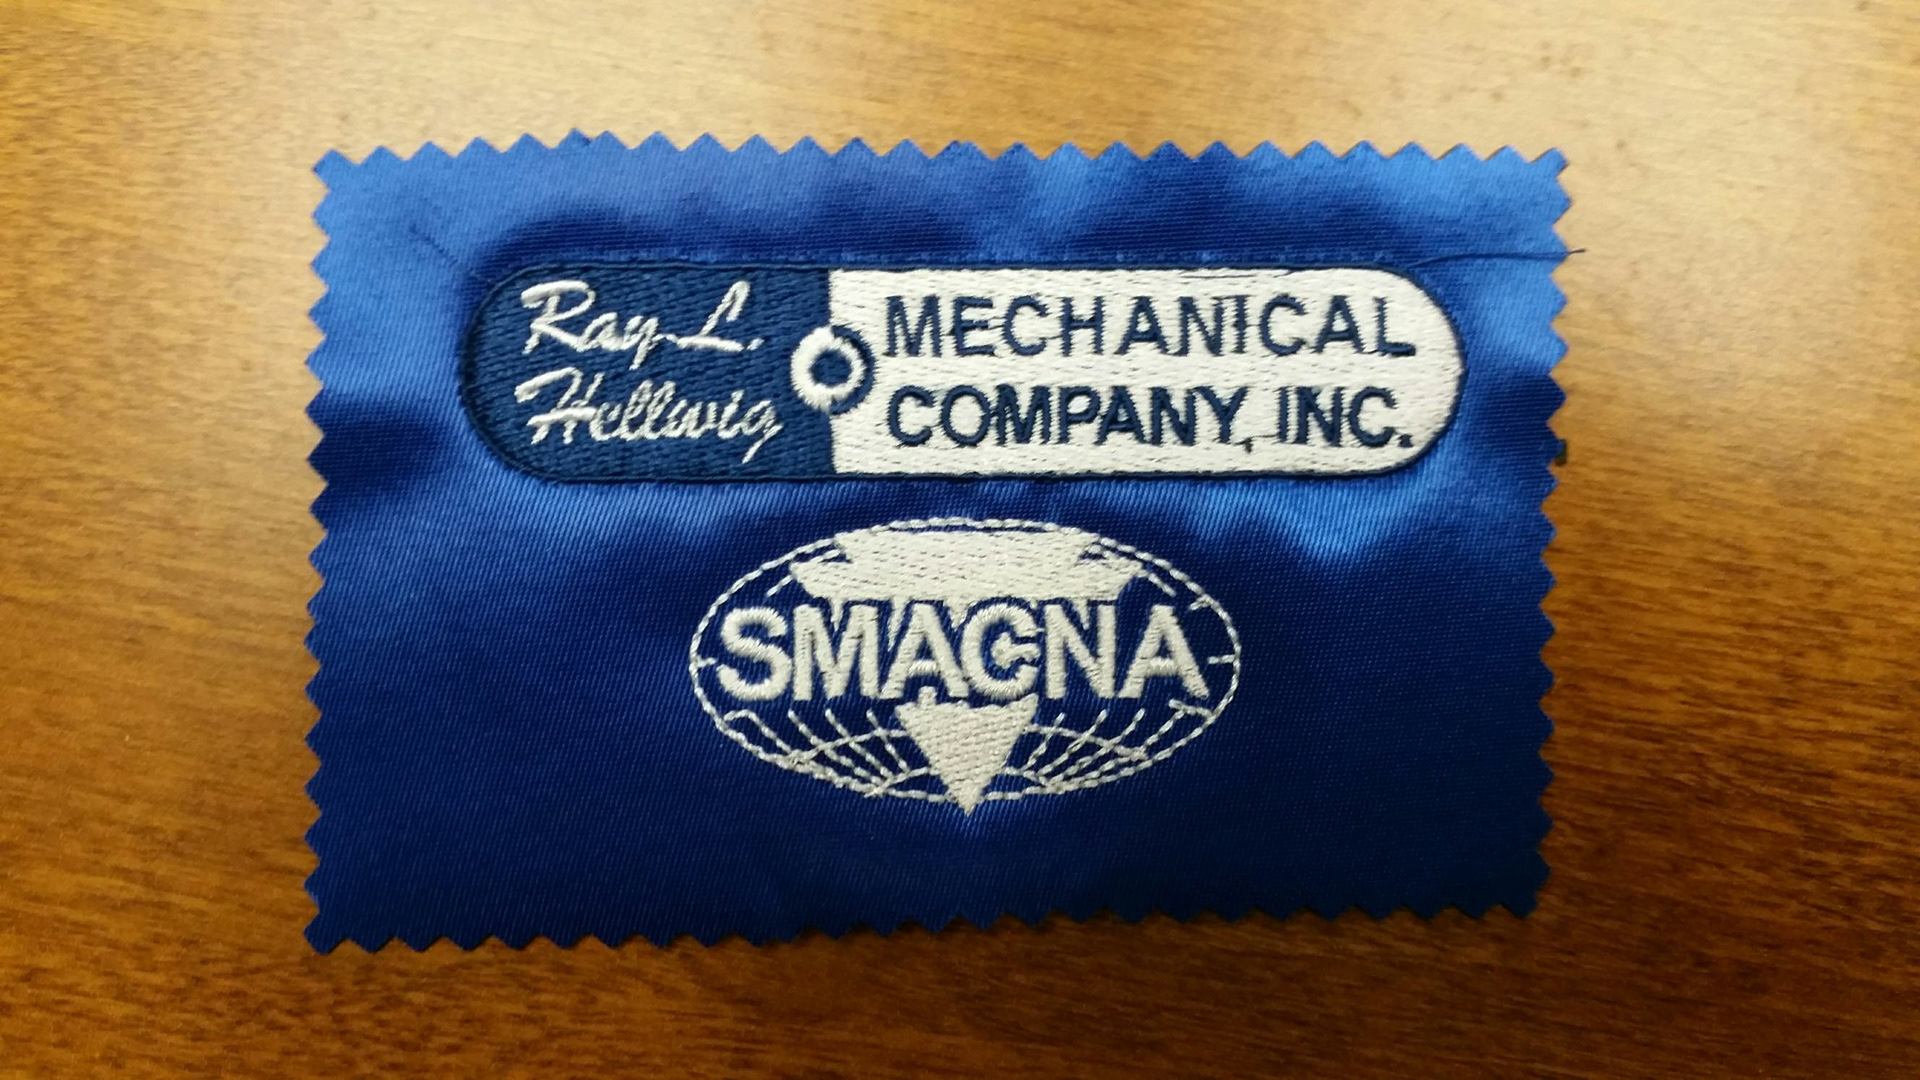 Ray L.
Hellwig
MECHANICAL
COMPANY, INC.
SMACNA